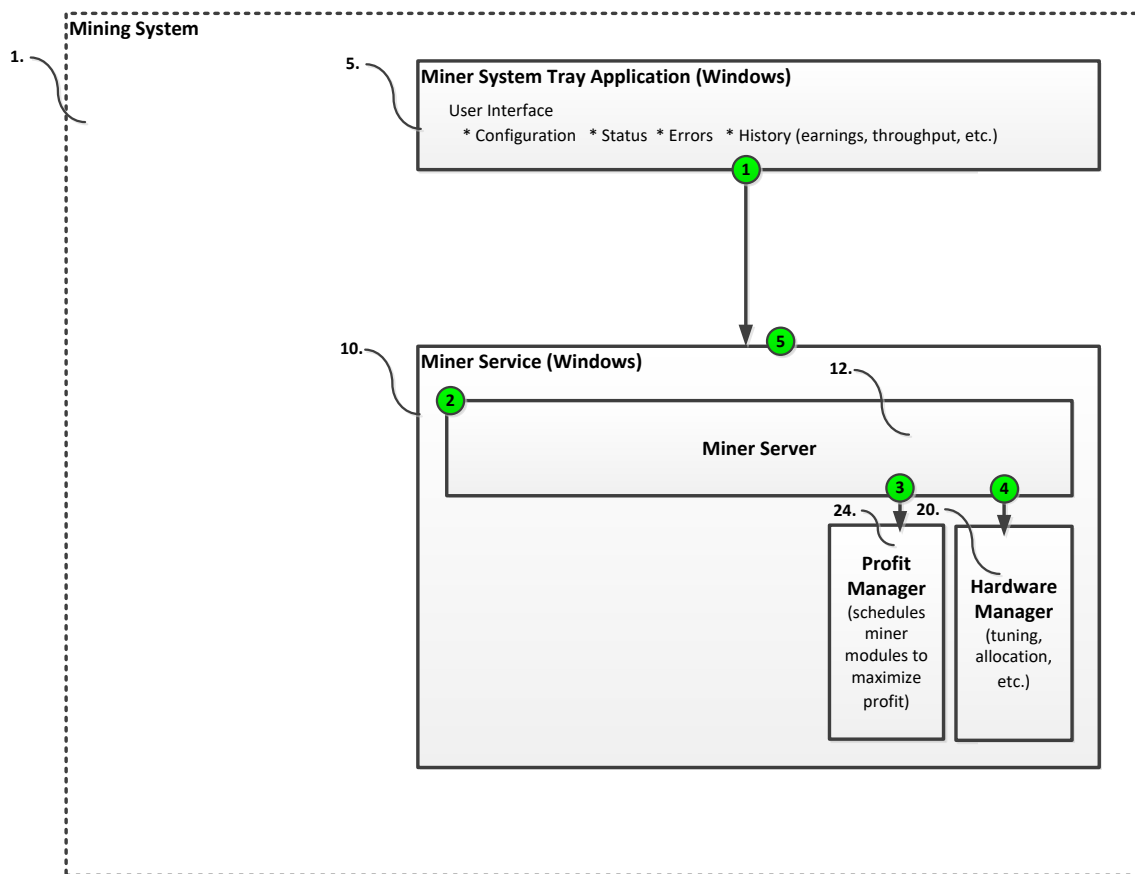 Mining System
1.
5.
Miner System Tray Application (Windows)
User Interface
* Configuration * Status * Errors * History (earnings, throughput, etc.)
1
5
10.
Miner Service (Windows)
12.
2
Miner Server
3
4
24.
20.
Profit
Manager
(schedules
miner
modules to
maximize
profit)
Hardware
Manager
(tuning,
allocation,
etc.)